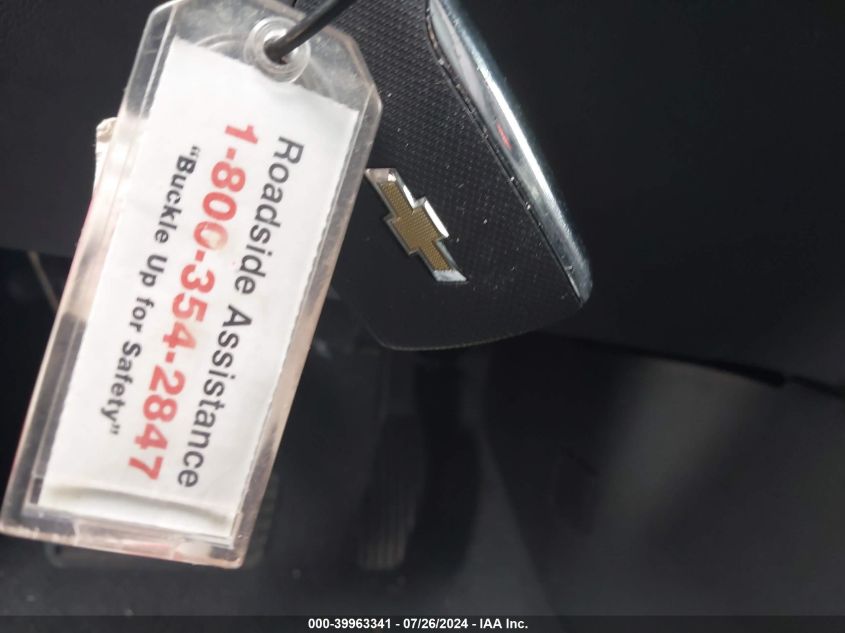 Roadside Assistance
1-800-354-2847
"Buckle Up for Safety"
000-39963341 - 07/26/2024 - IAA Inc.